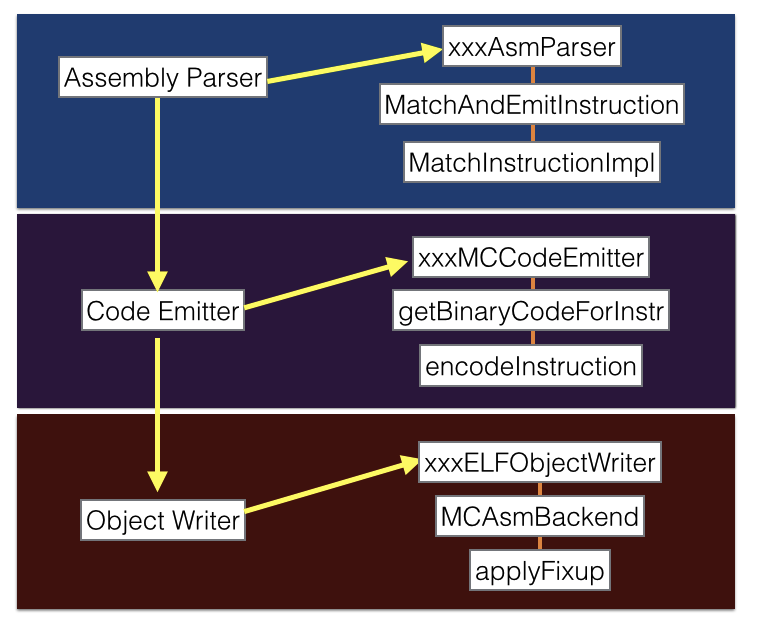 Assembly Parser
xxxAsmParser
MatchAndEmitInstruction
MatchInstructionImpl
Code Emitter
xxxMCCodeEmitter
getBinaryCodeForInstr
encodeInstruction
Object Writer
xxxELFObjectWriter
MCAsmBackend
applyFixup